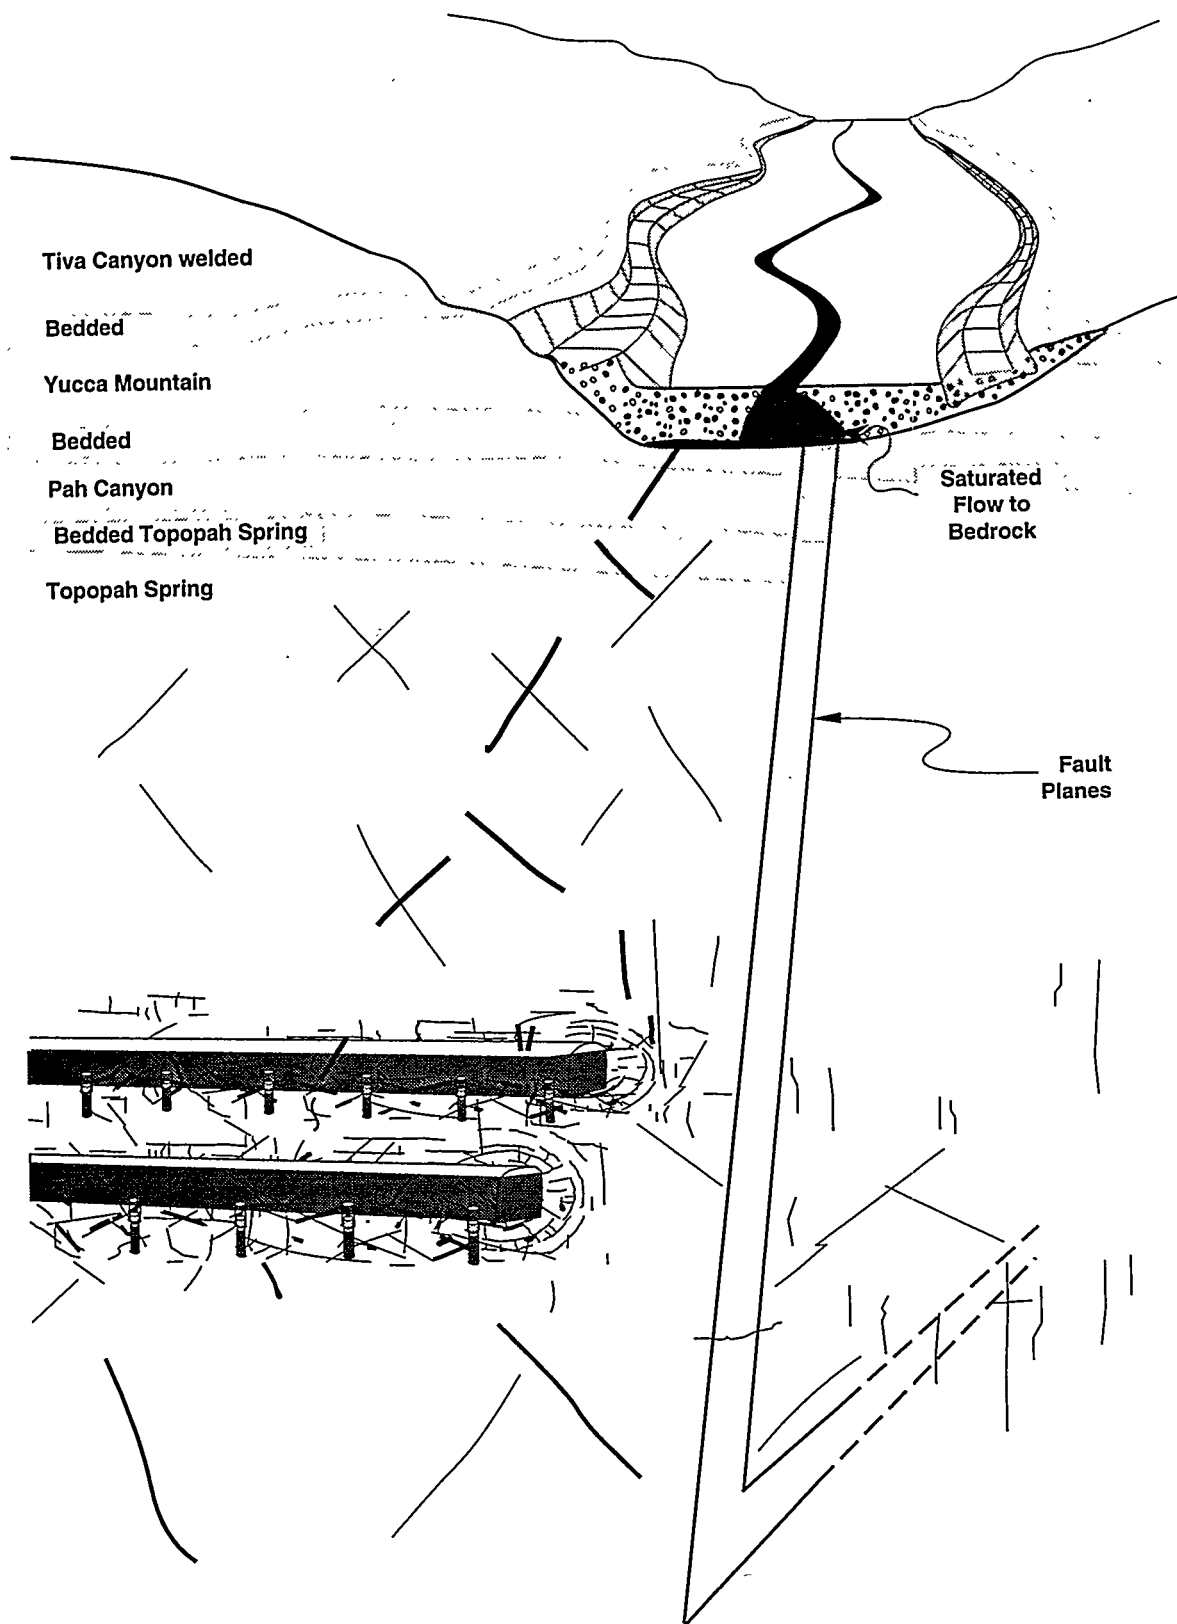 Tiva Canyon welded
Bedded
Yucca Mountain
Bedded
Pah Canyon
Bedded Topopah Spring
Topopah Spring
Saturated
Flow to
Bedrock
Fault
Planes